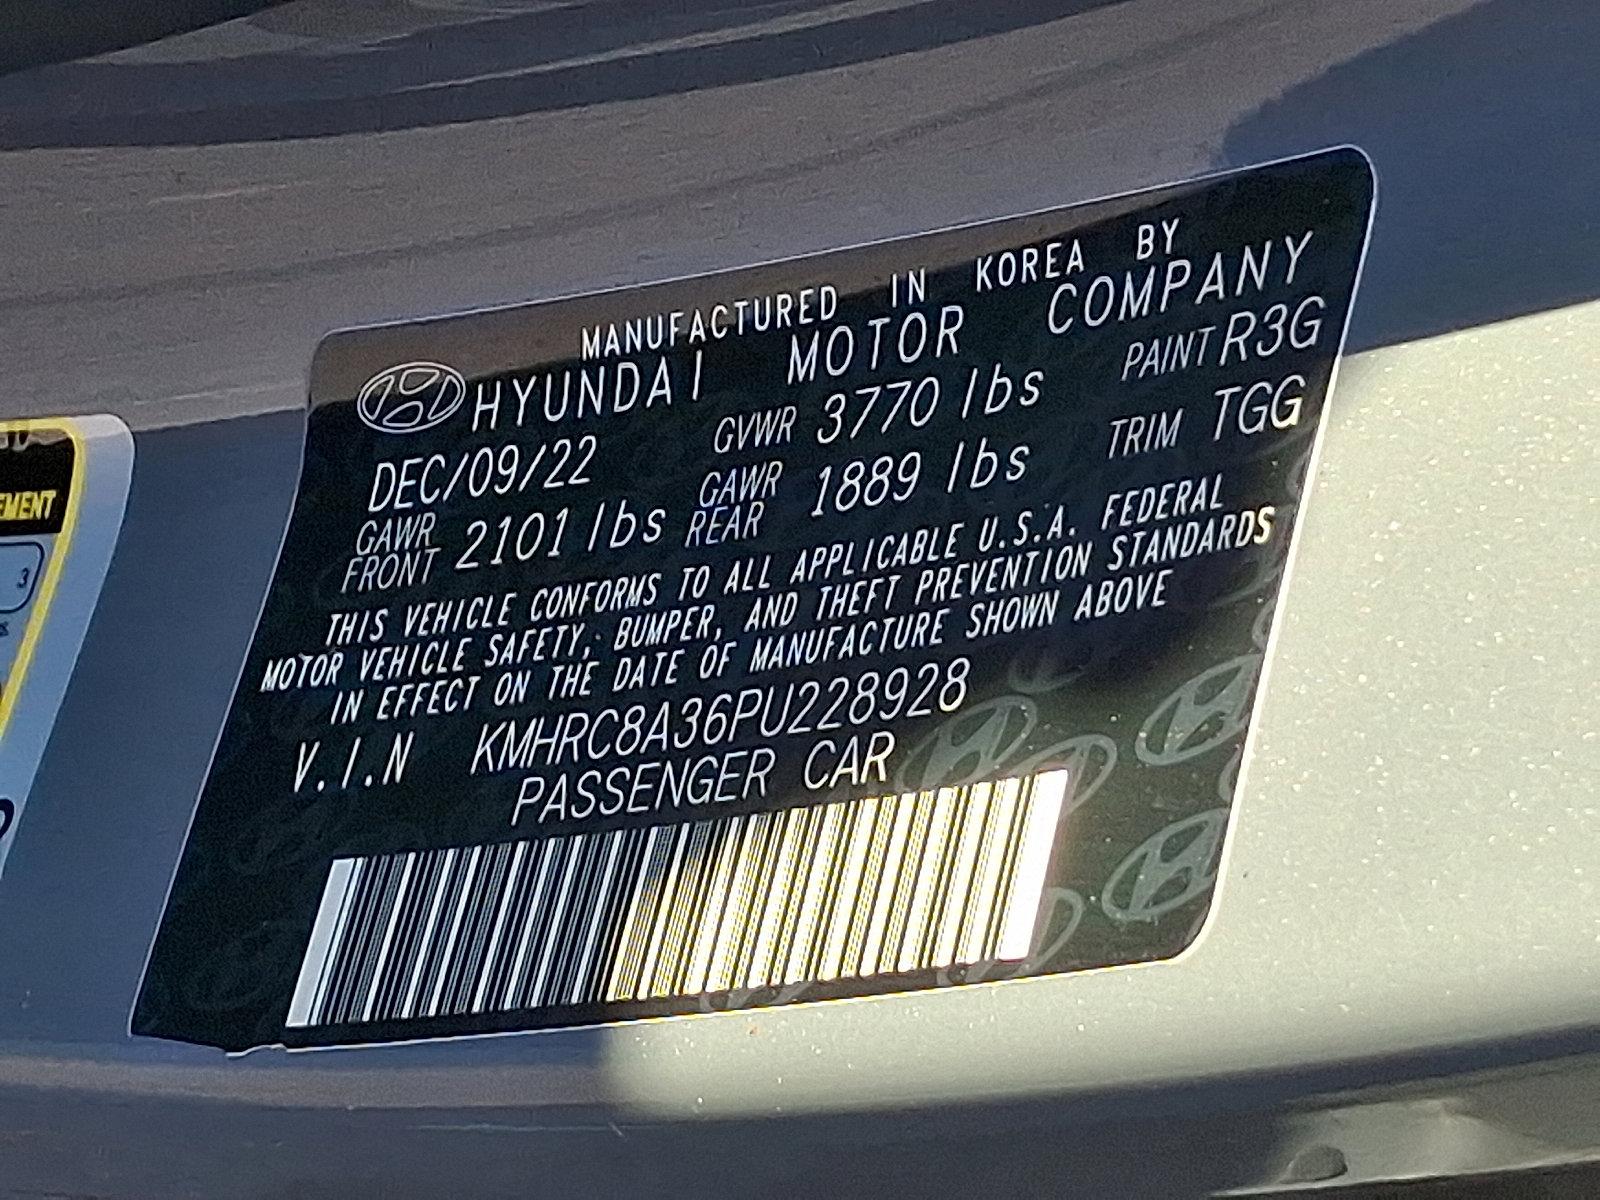 MANUFACTURED IN KOREA BY
HYUNDAI MOTOR COMPANY
DEC/09/22 GVWR 3770 lbs PAINT R3G
GAWR FRONT 2101 lbs GAWR REAR 1889 lbs TRIM TGG
THIS VEHICLE CONFORMS TO ALL APPLICABLE U.S.A. FEDERAL
MOTOR VEHICLE SAFETY, BUMPER, AND THEFT PREVENTION STANDARDS
IN EFFECT ON THE DATE OF MANUFACTURE SHOWN ABOVE
V.I.N KMHRC8A36PU228928
PASSENGER CAR
3